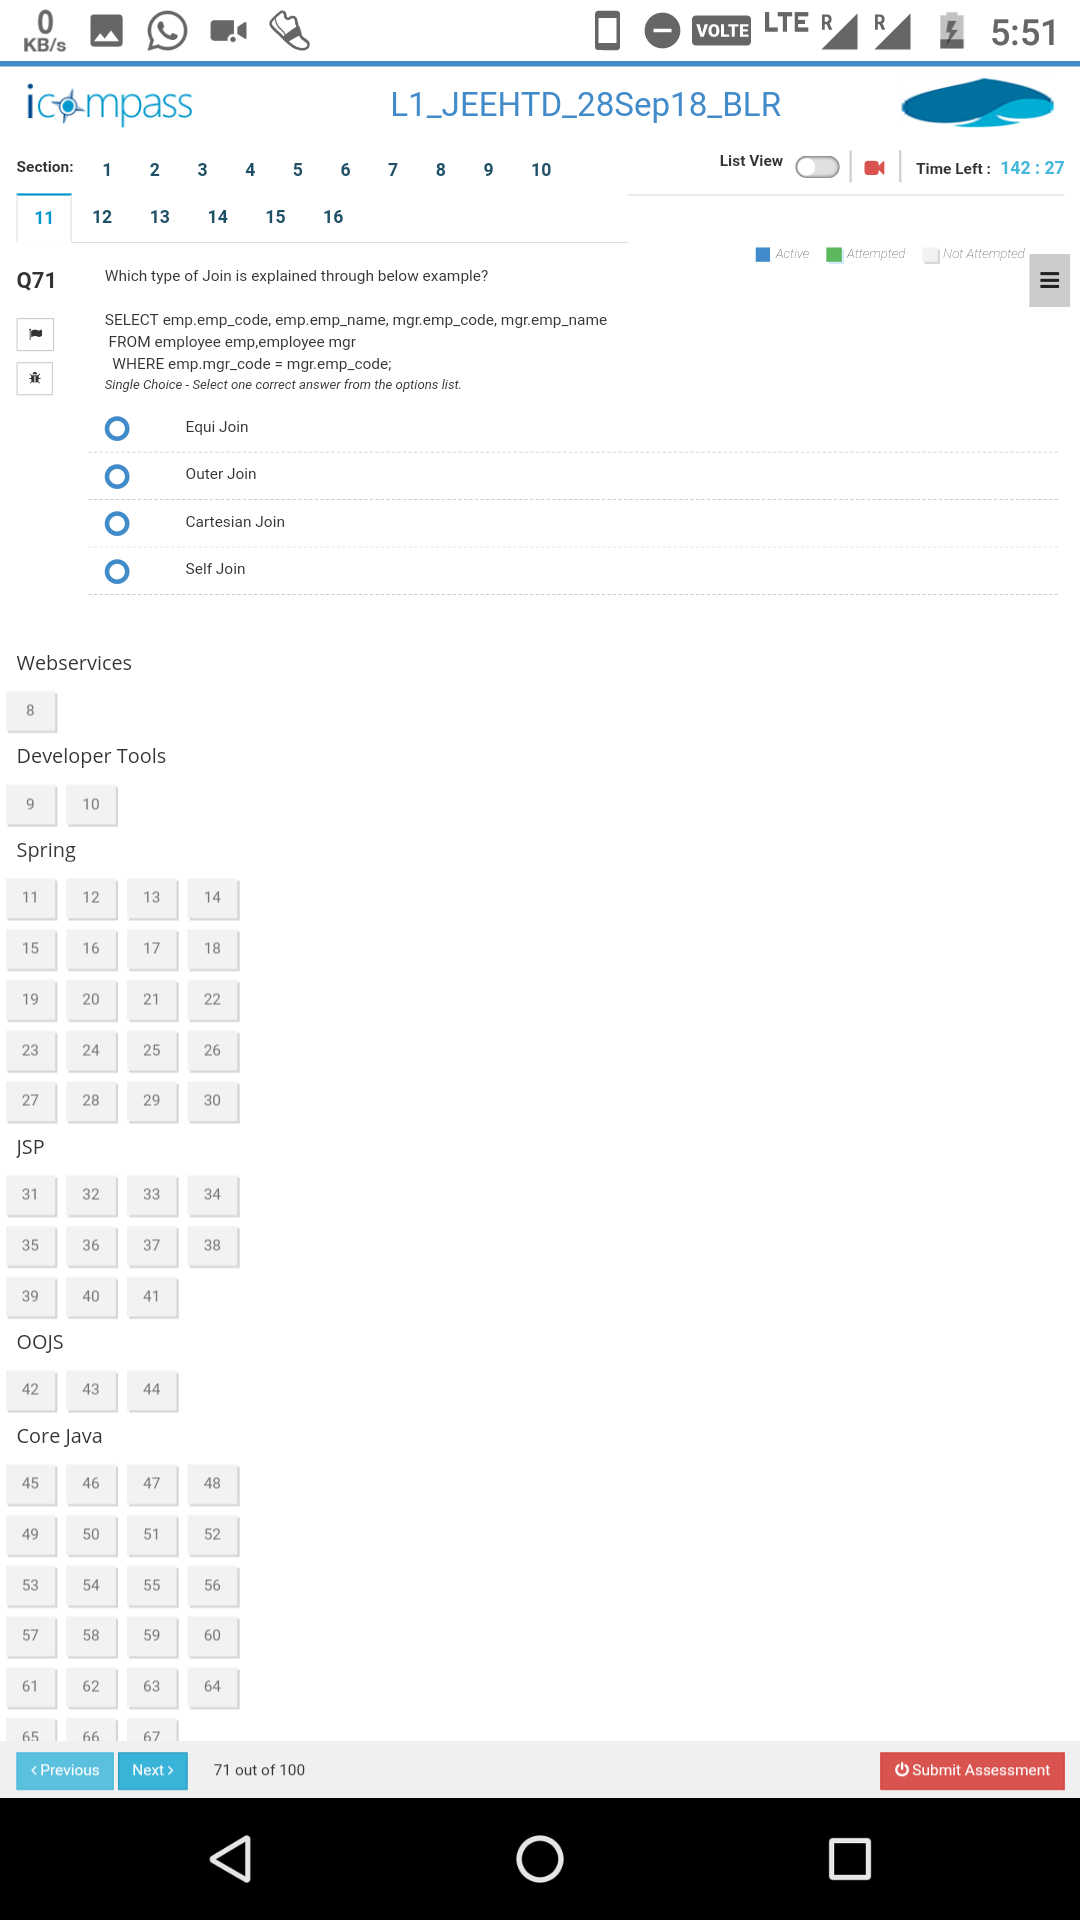 0
KB/s
VOLTE
LTE
R
R
5:51
icompass
L1_JEEHTD_28Sep18_BLR
Section:
1 2 3 4 5 6 7 8 9 10
List View
Time Left : 142 : 27
11 12 13 14 15 16
Active Attempted Not Attempted
Q71
Which type of Join is explained through below example?
SELECT emp.emp_code, emp.emp_name, mgr.emp_code, mgr.emp_name
FROM employee emp,employee mgr
WHERE emp.mgr_code = mgr.emp_code;
Single Choice - Select one correct answer from the options list.
Equi Join
Outer Join
Cartesian Join
Self Join
Webservices
8
Developer Tools
9 10
Spring
11 12 13 14
15 16 17 18
19 20 21 22
23 24 25 26
27 28 29 30
JSP
31 32 33 34
35 36 37 38
39 40 41
OOJS
42 43 44
Core Java
45 46 47 48
49 50 51 52
53 54 55 56
57 58 59 60
61 62 63 64
65 66 67
Previous Next 71 out of 100 Submit Assessment